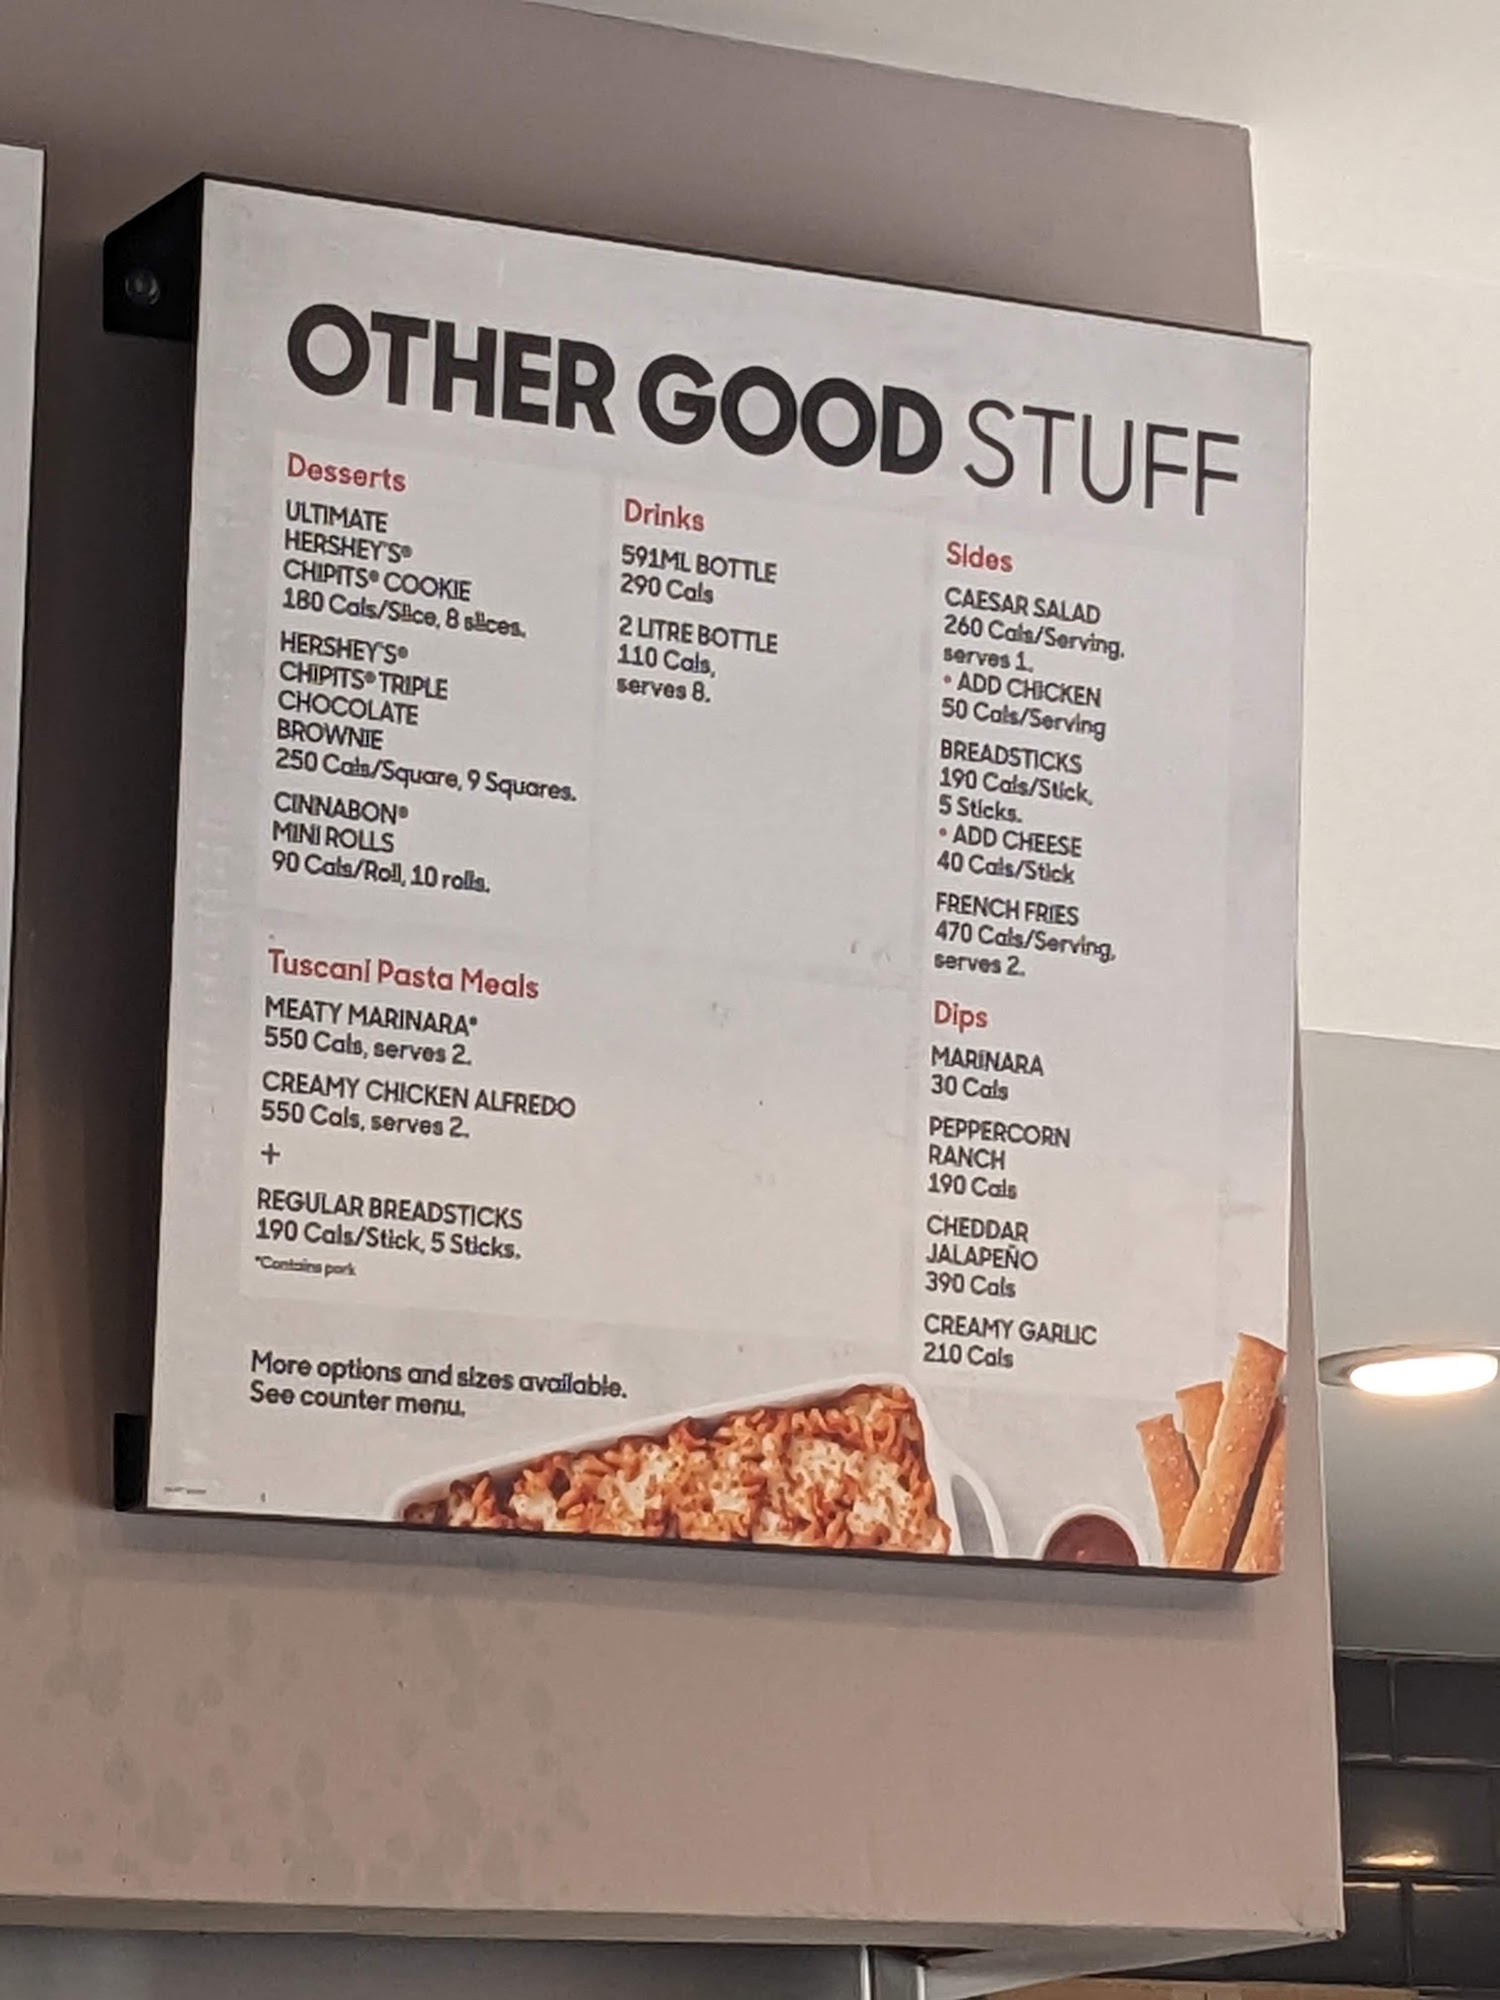 OTHER GOOD STUFF
Desserts
ULTIMATE
HERSHEY'S®
CHIPITS® COOKIE
180 Cals/Slice, 8 slices.
HERSHEY'S®
CHIPITS® TRIPLE
CHOCOLATE
BROWNIE
250 Cals/Square, 9 Squares.
CINNABON®
MINI ROLLS
90 Cals/Roll, 10 rolls.
Drinks
591ML BOTTLE
290 Cals
2 LITRE BOTTLE
110 Cals,
serves 8.
Sides
CAESAR SALAD
260 Cals/Serving,
serves 1.
• ADD CHICKEN
50 Cals/Serving
BREADSTICKS
190 Cals/Stick,
5 Sticks.
• ADD CHEESE
40 Cals/Stick
FRENCH FRIES
470 Cals/Serving,
serves 2.
Dips
MARINARA
30 Cals
PEPPERCORN
RANCH
190 Cals
CHEDDAR
JALAPEÑO
390 Cals
CREAMY GARLIC
210 Cals
Tuscani Pasta Meals
MEATY MARINARA*
550 Cals, serves 2.
CREAMY CHICKEN ALFREDO
550 Cals, serves 2.
+
REGULAR BREADSTICKS
190 Cals/Stick, 5 Sticks.
*Contains pork
More options and sizes available.
See counter menu.